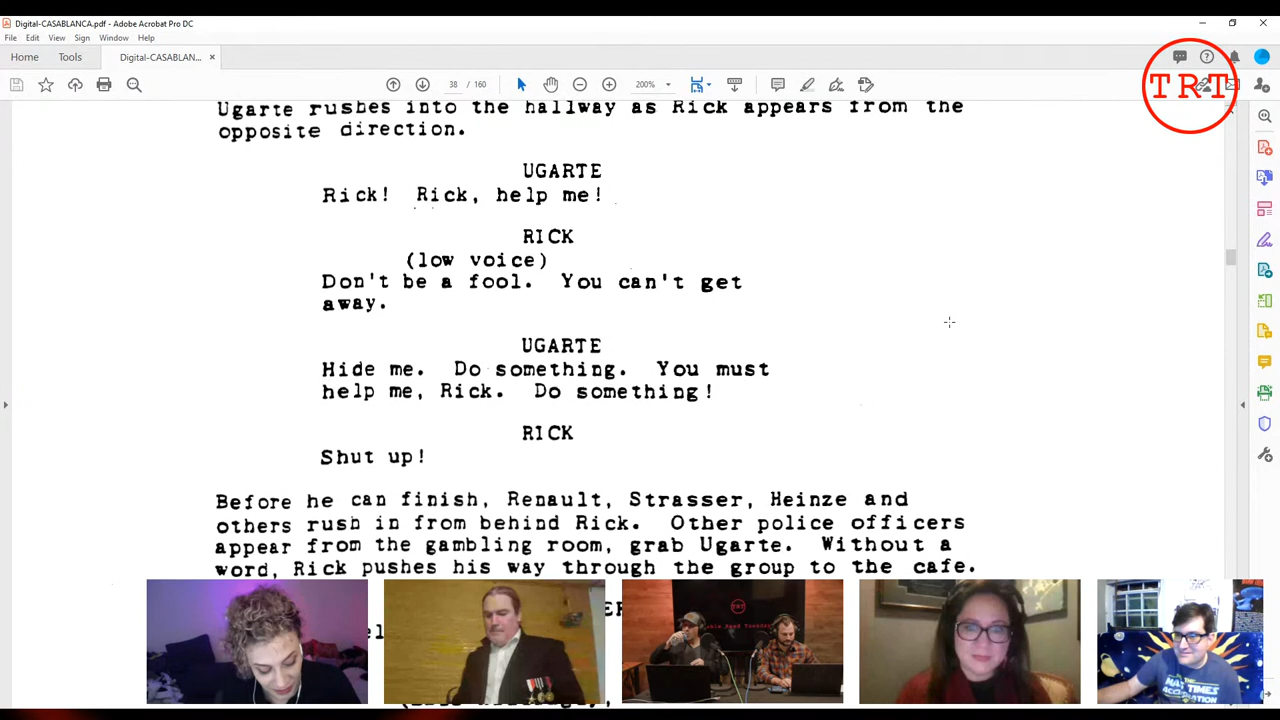 Digital-CASABLANCA.pdf - Adobe Acrobat Pro DC
File Edit View Sign Window Help
Home Tools Digital-CASABLAN... ×
38 / 160 200%
TRT
Ugarte rushes into the hallway as Rick appears from the
opposite direction.
UGARTE
Rick! Rick, help me!
RICK
(low voice)
Don't be a fool. You can't get
away.
UGARTE
Hide me. Do something. You must
help me, Rick. Do something!
RICK
Shut up!
Before he can finish, Renault, Strasser, Heinze and
others rush in from behind Rick. Other police officers
appear from the gambling room, grab Ugarte. Without a
word, Rick pushes his way through the group to the cafe.
TRT